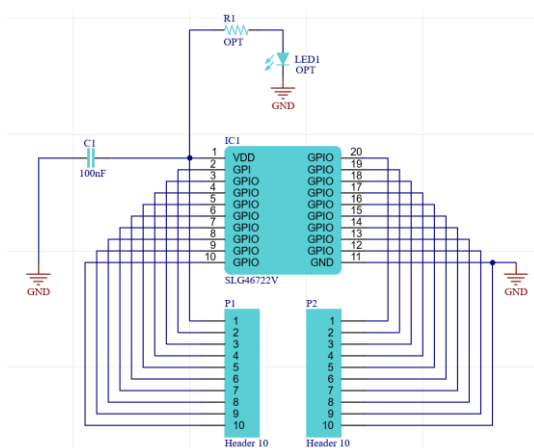 R1
OPT
LED1
OPT
GND
C1
100nF
GND
IC1
1 VDD GPIO 20
2 GPI GPIO 19
3 GPIO GPIO 18
4 GPIO GPIO 17
5 GPIO GPIO 16
6 GPIO GPIO 15
7 GPIO GPIO 14
8 GPIO GPIO 13
9 GPIO GPIO 12
10 GPIO GND 11
SLG46722V
GND
P1
1
2
3
4
5
6
7
8
9
10
Header 10
P2
1
2
3
4
5
6
7
8
9
10
Header 10